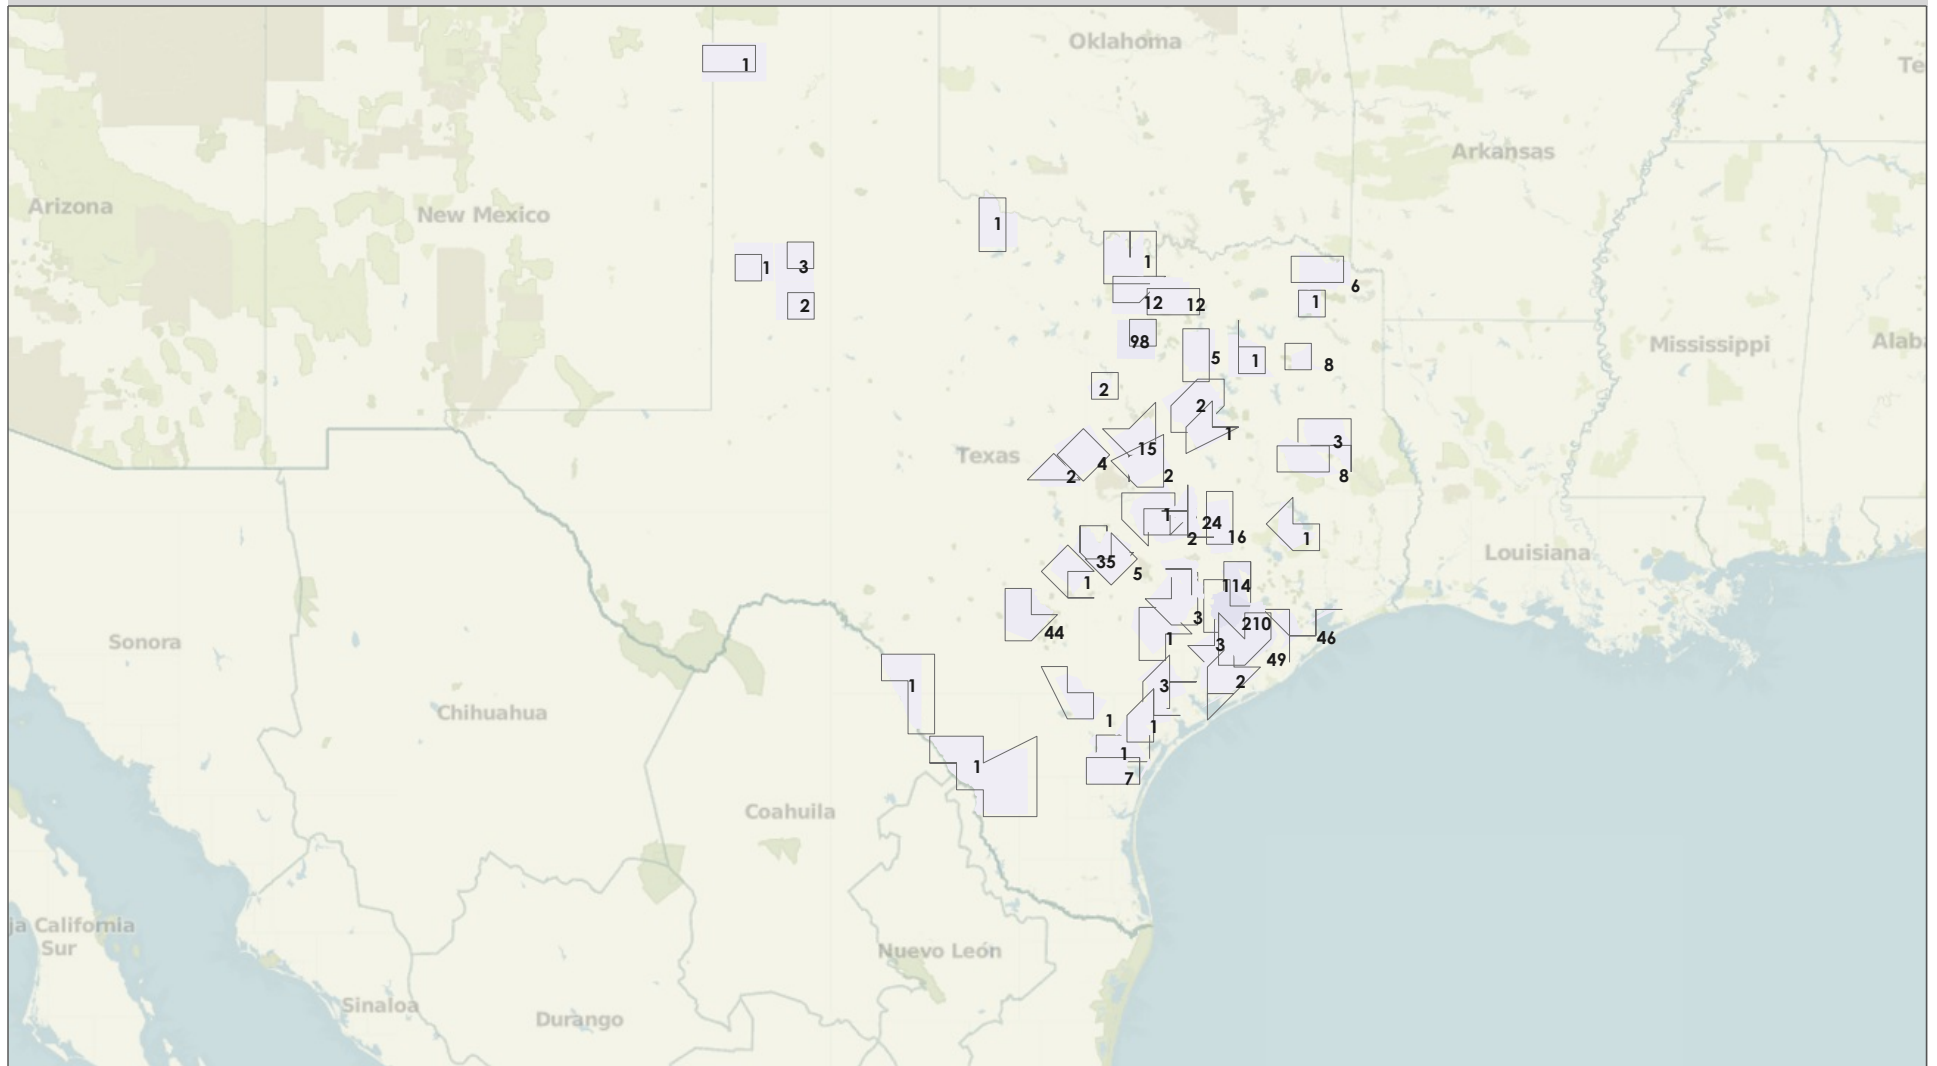 Oklahoma
Te
1
Arkansas
Arizona
New Mexico
1
1
3
1
6
2
12
12
1
98
Mississippi
Alab
5
1
8
2
2
1
3
Texas
15
4
2
2
8
1
24
2
16
1
Louisiana
35
5
1
114
3
210
44
1
3
46
Sonora
49
1
3
2
Chihuahua
1
1
1
1
7
Coahuila
ja California
Sur
Nuevo León
Sinaloa
Durango